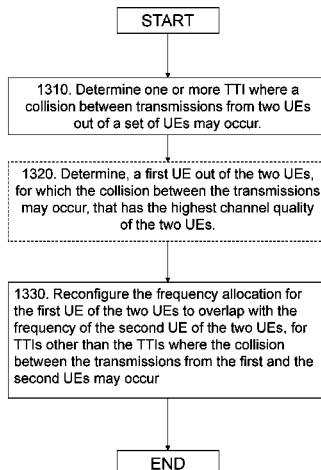 START
1310. Determine one or more TTI where a
collision between transmissions from two UEs
out of a set of UEs may occur.
1320. Determine, a first UE out of the two UEs,
for which the collision between the transmissions
may occur, that has the highest channel quality
of the two UEs.
1330. Reconfigure the frequency allocation for
the first UE of the two UEs to overlap with the
frequency of the second UE of the two UEs, for
TTIs other than the TTIs where the collision
between the transmissions from the first and the
second UEs may occur
END